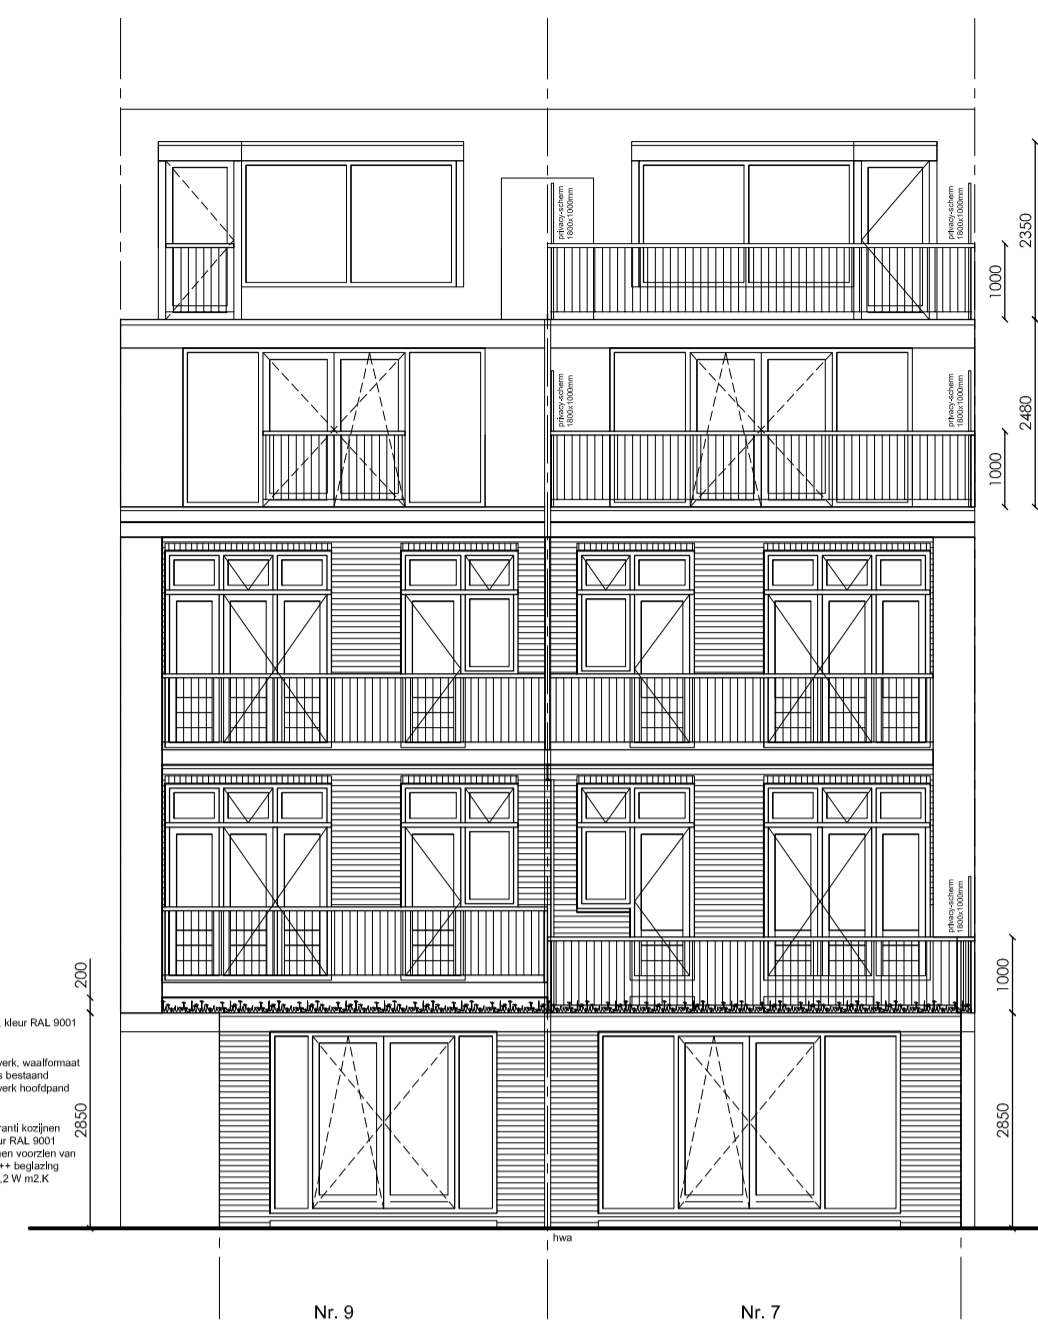 privacy-scherm
1800x1000mm
privacy-scherm
1800x1000mm
2350
1000
privacy-scherm
1800x1000mm
privacy-scherm
1800x1000mm
2480
1000
privacy-scherm
1800x1000mm
200
1000
, kleur RAL 9001
erk, waalformaat
s bestaand
erk hoofdpand
2850
2850
ranti kozijnen
ur RAL 9001
en voorzien van
++ beglazing
,2 W m2.K
hwa
Nr. 9
Nr. 7